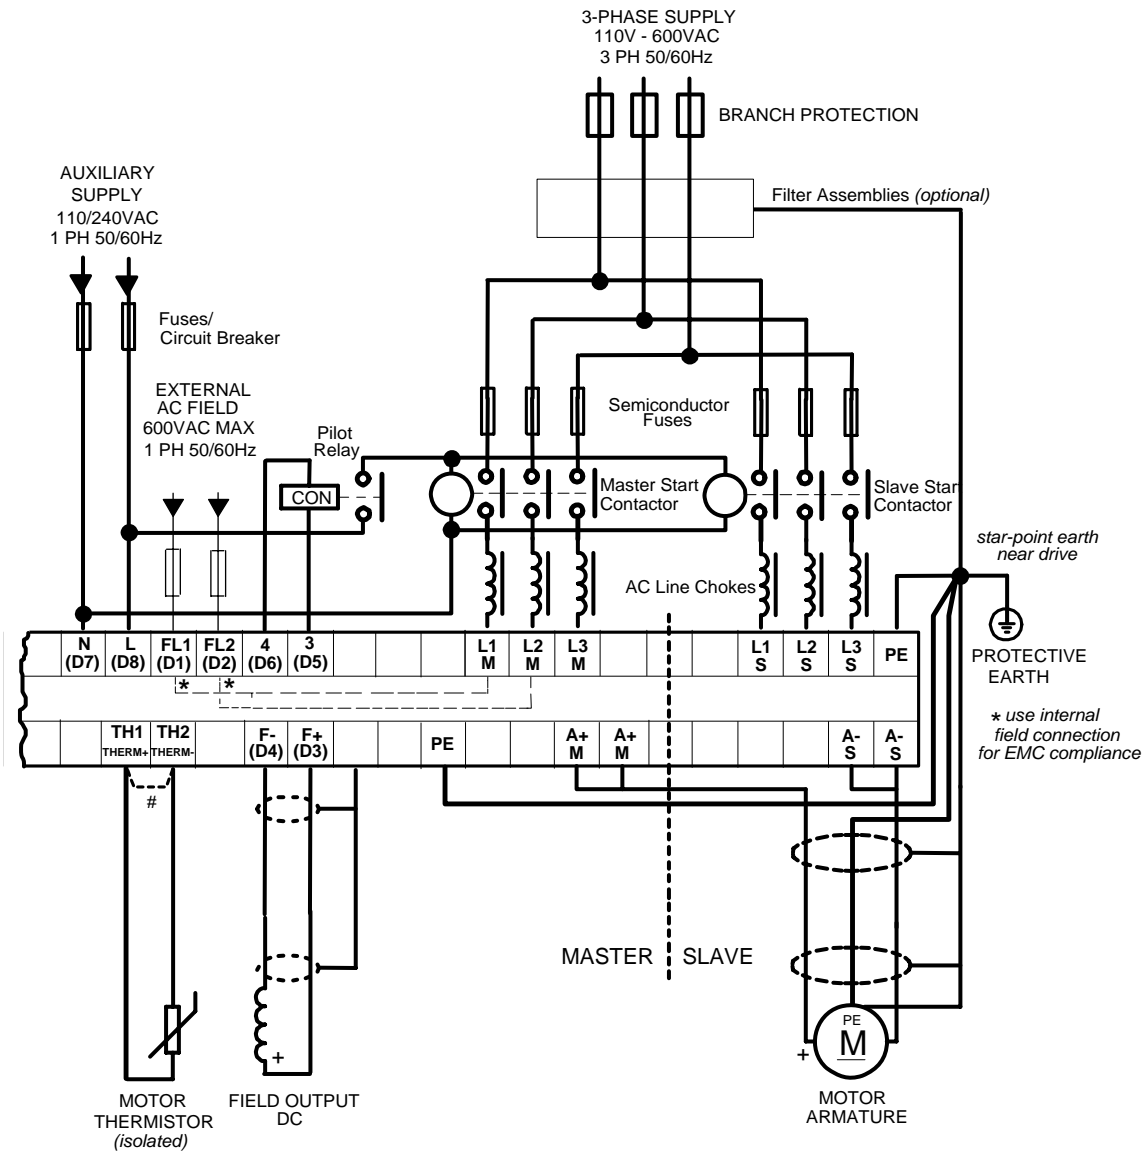 3-PHASE SUPPLY
110V - 600VAC
3 PH 50/60Hz
BRANCH PROTECTION
AUXILIARY
SUPPLY
110/240VAC
1 PH 50/60Hz
Filter Assemblies (optional)
Fuses/
Circuit Breaker
EXTERNAL
AC FIELD
600VAC MAX
1 PH 50/60Hz
Pilot
Relay
Semiconductor
Fuses
CON
Master Start
Contactor
Slave Star
Contactor
star-point earth
near drive
AC Line Chokes
N
(D7)
L
(D8)
FL1
(D1)
FL2
(D2)
4
(D6)
3
(D5)
L1
M
L2
M
L3
M
L1
S
L2
S
L3
S
PE
PROTECTIVE
EARTH
*
*
* use internal
field connection
for EMC compliance
TH1
THERM+
TH2
THERM-
F-
(D4)
F+
(D3)
PE
A+
M
A+
M
A-
S
A-
S
#
MASTER
SLAVE
+
PE
M
+
MOTOR
THERMISTOR
(isolated)
FIELD OUTPUT
DC
MOTOR
ARMATURE